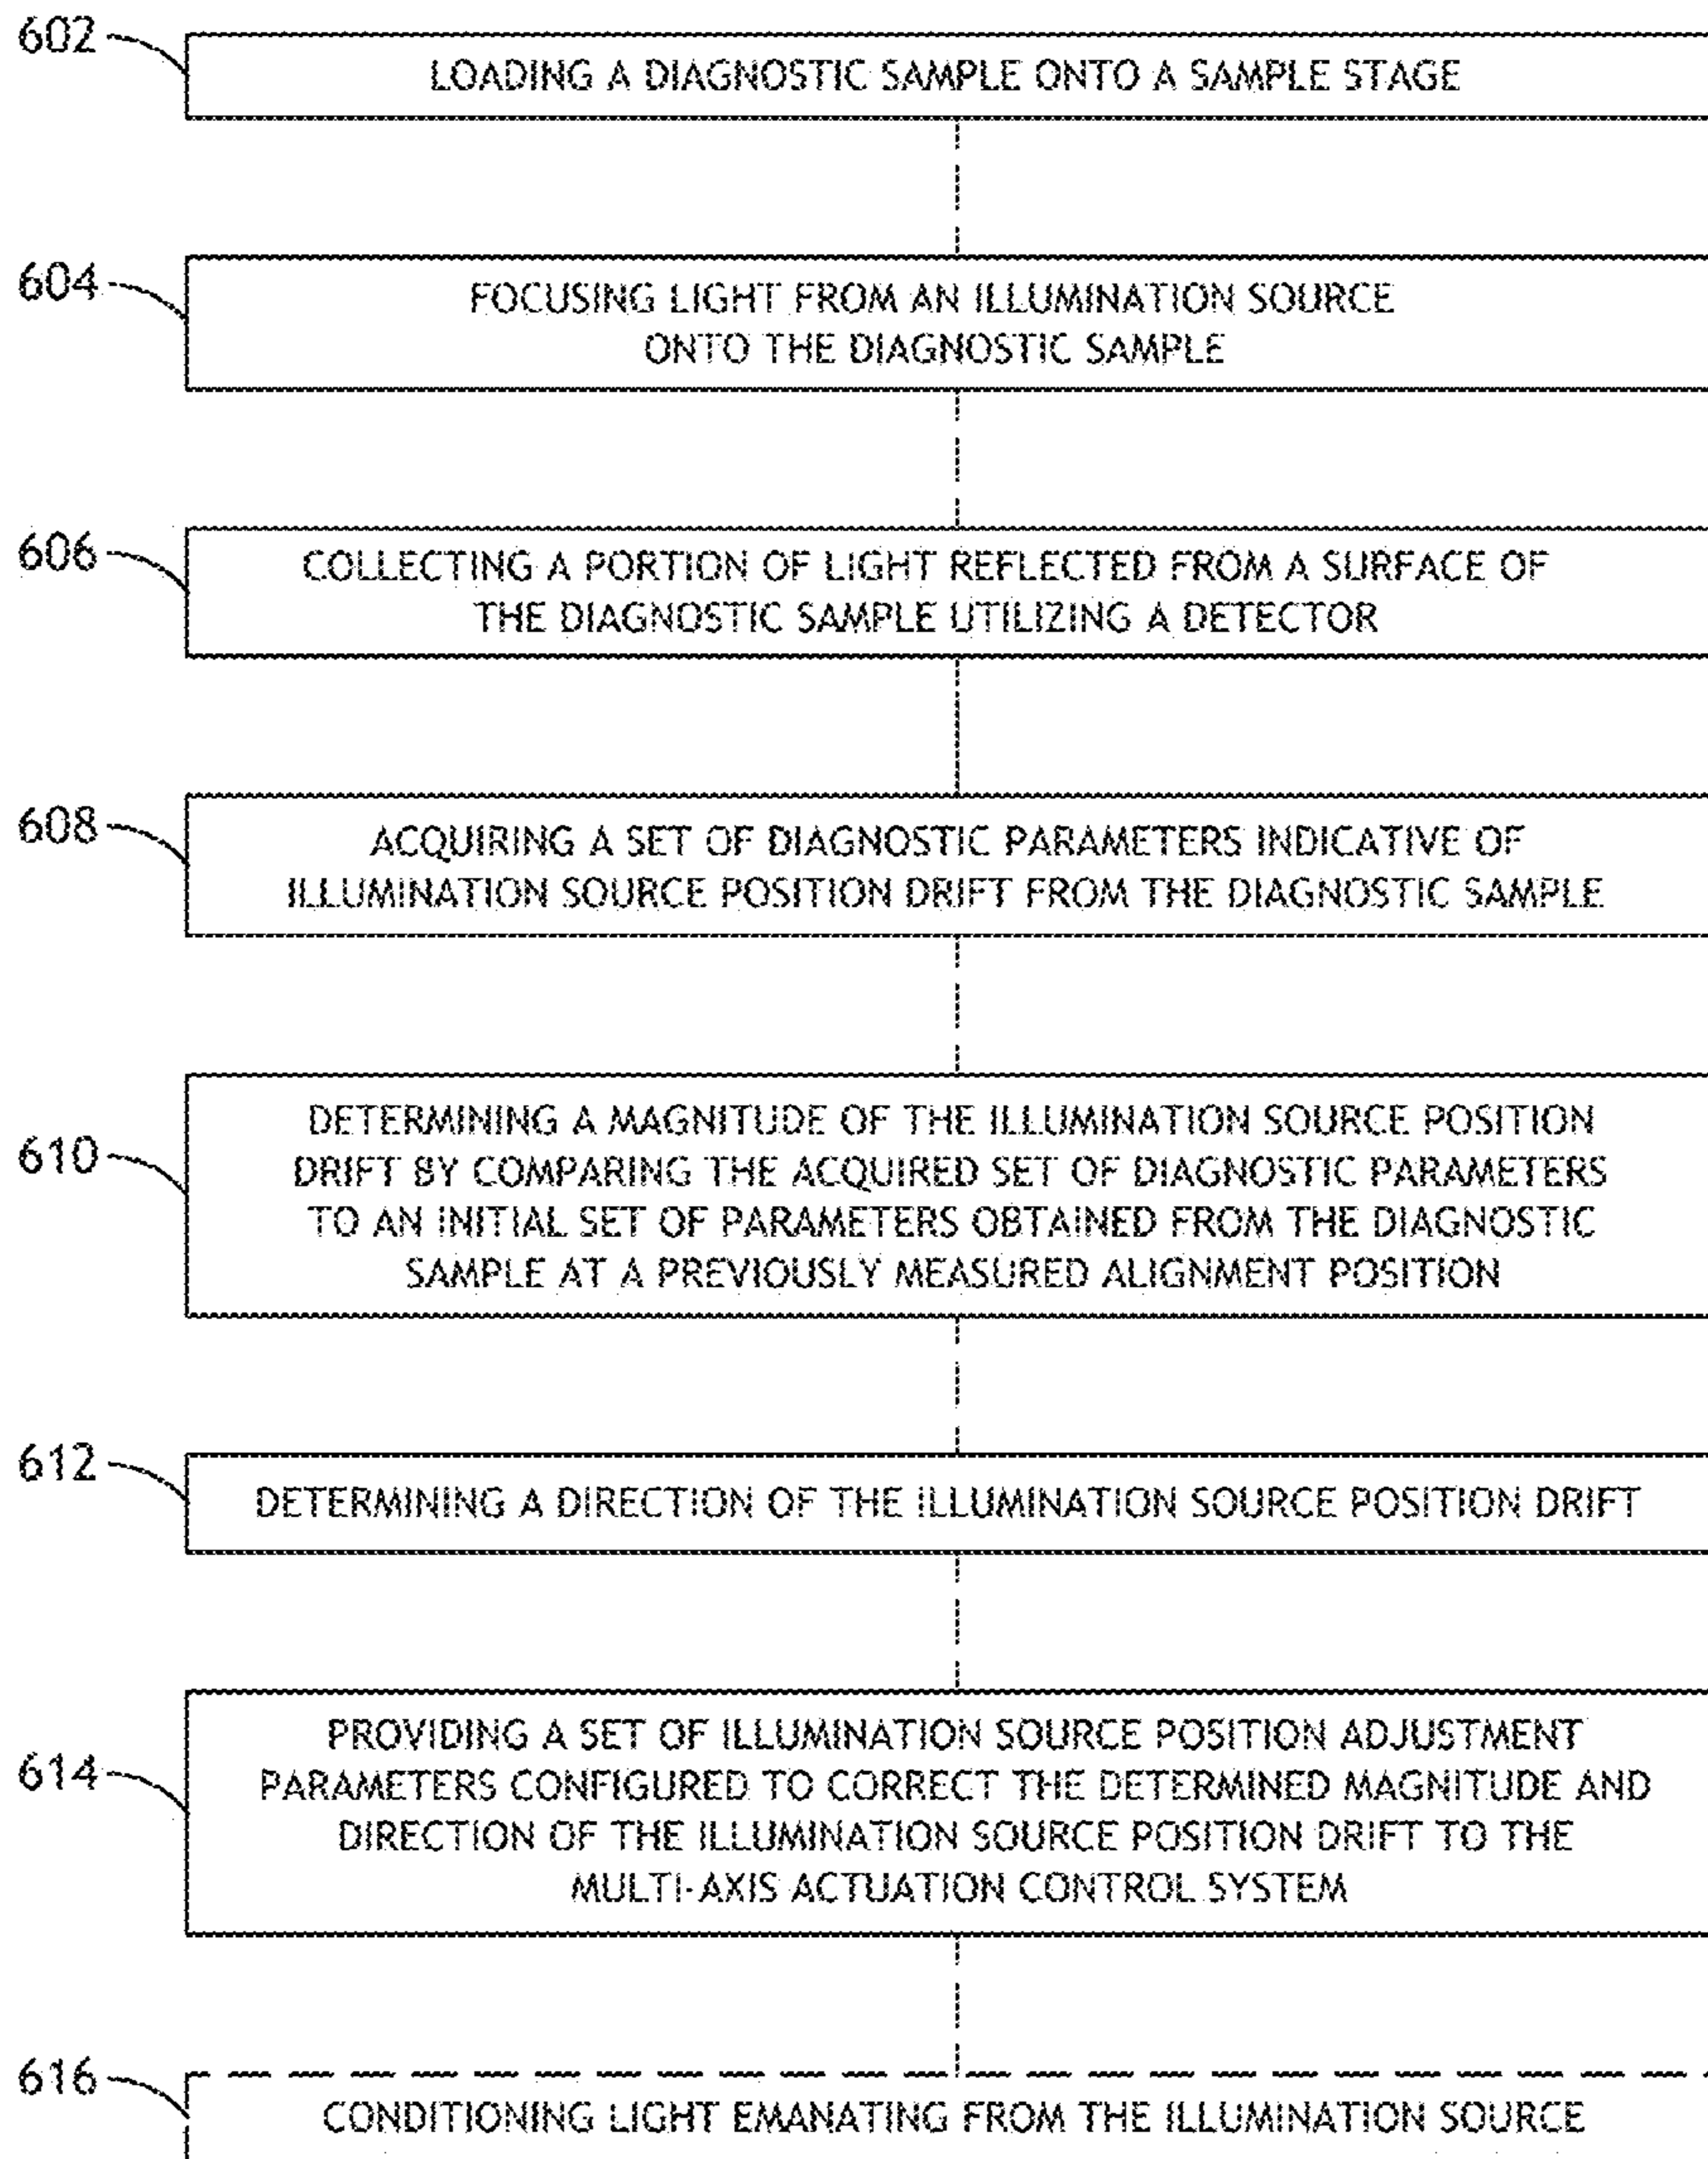 602
LOADING A DIAGNOSTIC SAMPLE ONTO A SAMPLE STAGE
604
FOCUSING LIGHT FROM AN ILLUMINATION SOURCE
ONTO THE DIAGNOSTIC SAMPLE
606
COLLECTING A PORTION OF LIGHT REFLECTED FROM A SURFACE OF
THE DIAGNOSTIC SAMPLE UTILIZING A DETECTOR
608
ACQUIRING A SET OF DIAGNOSTIC PARAMETERS INDICATIVE OF
ILLUMINATION SOURCE POSITION DRIFT FROM THE DIAGNOSTIC SAMPLE
610
DETERMINING A MAGNITUDE OF THE ILLUMINATION SOURCE POSITION
DRIFT BY COMPARING THE ACQUIRED SET OF DIAGNOSTIC PARAMETERS
TO AN INITIAL SET OF PARAMETERS OBTAINED FROM THE DIAGNOSTIC
SAMPLE AT A PREVIOUSLY MEASURED ALIGNMENT POSITION
612
DETERMINING A DIRECTION OF THE ILLUMINATION SOURCE POSITION DRIFT
614
PROVIDING A SET OF ILLUMINATION SOURCE POSITION ADJUSTMENT
PARAMETERS CONFIGURED TO CORRECT THE DETERMINED MAGNITUDE AND
DIRECTION OF THE ILLUMINATION SOURCE POSITION DRIFT TO THE
MULTI-AXIS ACTUATION CONTROL SYSTEM
616
CONDITIONING LIGHT EMANATING FROM THE ILLUMINATION SOURCE